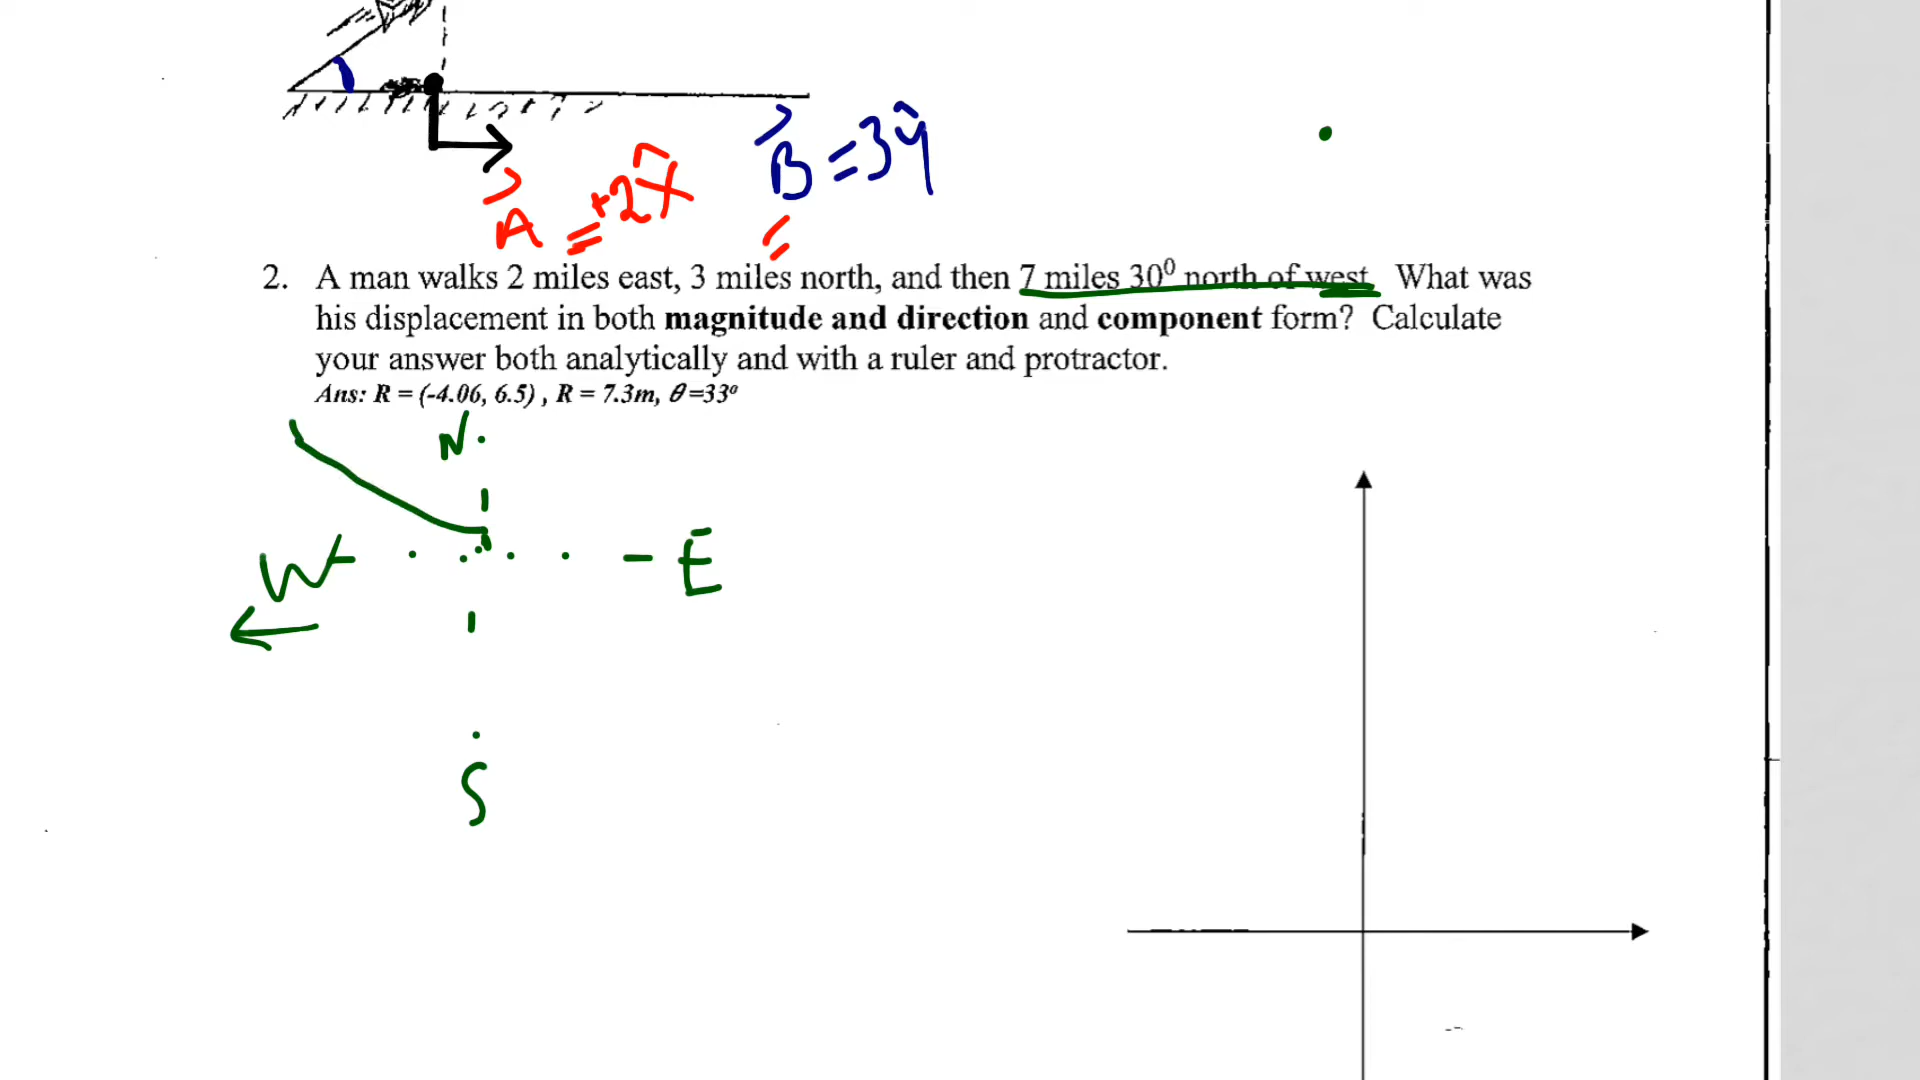 A = +2x̂
B = 3ŷ
=
2. A man walks 2 miles east, 3 miles north, and then 7 miles 30⁰ north of west. What was
his displacement in both magnitude and direction and component form? Calculate
your answer both analytically and with a ruler and protractor.
Ans: R = (-4.06, 6.5) , R = 7.3m, θ=33º
N
W
E
S